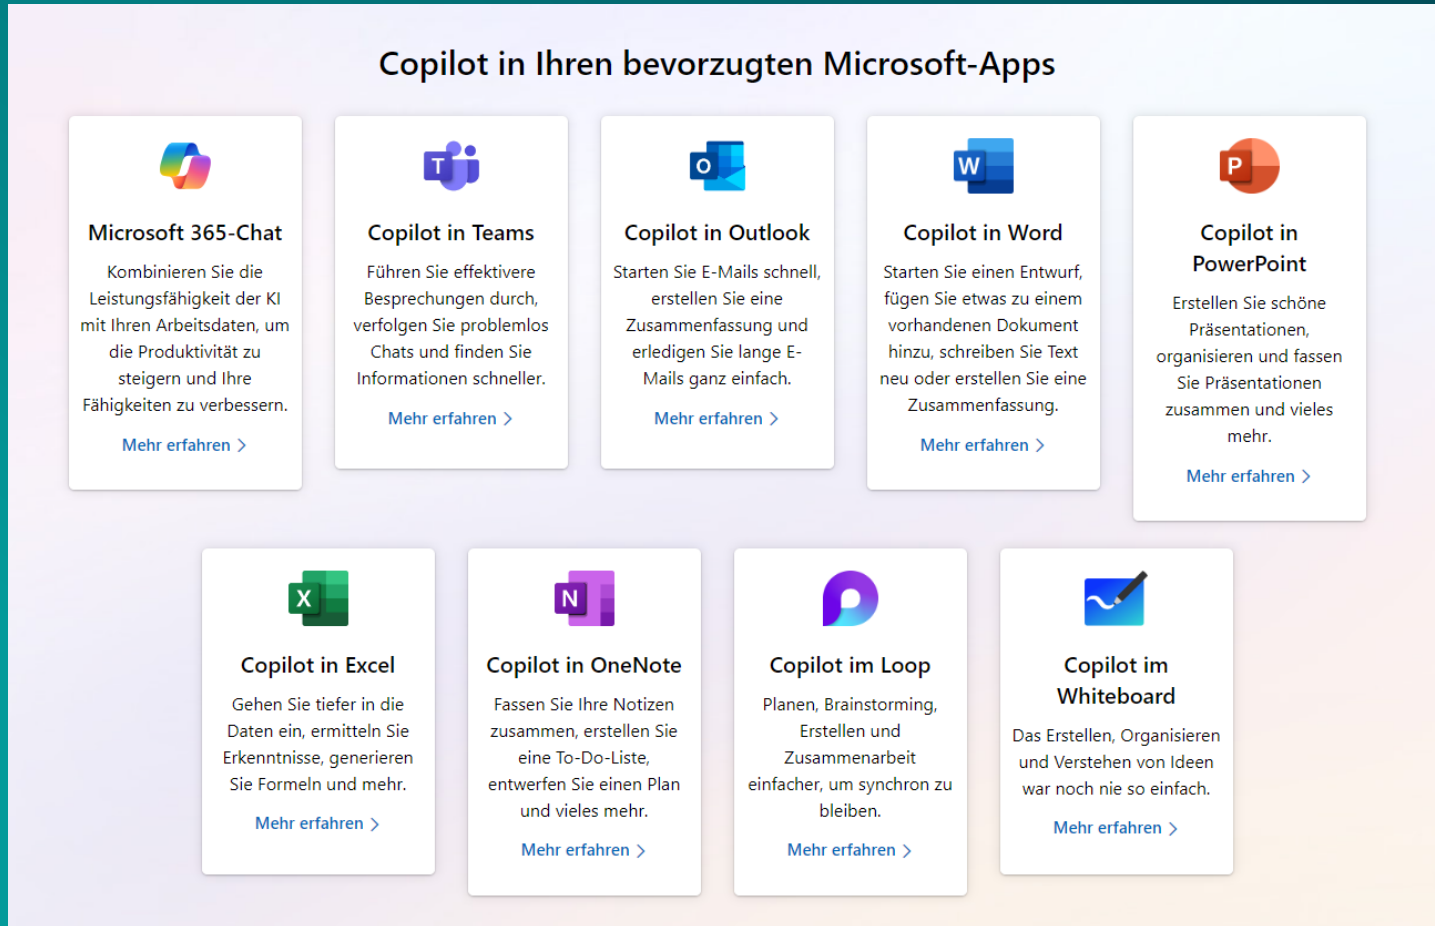 Copilot in Ihren bevorzugten Microsoft-Apps
Microsoft 365-Chat
Kombinieren Sie die
Leistungsfähigkeit der KI
mit Ihren Arbeitsdaten, um
die Produktivität zu
steigern und Ihre
Fähigkeiten zu verbessern.
Mehr erfahren
T
Copilot in Teams
Führen Sie effektivere
Besprechungen durch,
verfolgen Sie problemlos
Chats und finden Sie
Informationen schneller.
Mehr erfahren
O
Copilot in Outlook
Starten Sie E-Mails schnell,
erstellen Sie eine
Zusammenfassung und
erledigen Sie lange E-
Mails ganz einfach.
Mehr erfahren
W
Copilot in Word
Starten Sie einen Entwurf,
fügen Sie etwas zu einem
vorhandenen Dokument
hinzu, schreiben Sie Text
neu oder erstellen Sie eine
Zusammenfassung.
Mehr erfahren
P
Copilot in
PowerPoint
Erstellen Sie schöne
Präsentationen,
organisieren und fassen
Sie Präsentationen
zusammen und vieles
mehr.
Mehr erfahren
X
Copilot in Excel
Gehen Sie tiefer in die
Daten ein, ermitteln Sie
Erkenntnisse, generieren
Sie Formeln und mehr.
Mehr erfahren
N
Copilot in OneNote
Fassen Sie Ihre Notizen
zusammen, erstellen Sie
eine To-Do-Liste,
entwerfen Sie einen Plan
und vieles mehr.
Mehr erfahren
Copilot im Loop
Planen, Brainstorming,
Erstellen und
Zusammenarbeit
einfacher, um synchron zu
bleiben.
Mehr erfahren
Copilot im
Whiteboard
Das Erstellen, Organisieren
und Verstehen von Ideen
war noch nie so einfach.
Mehr erfahren